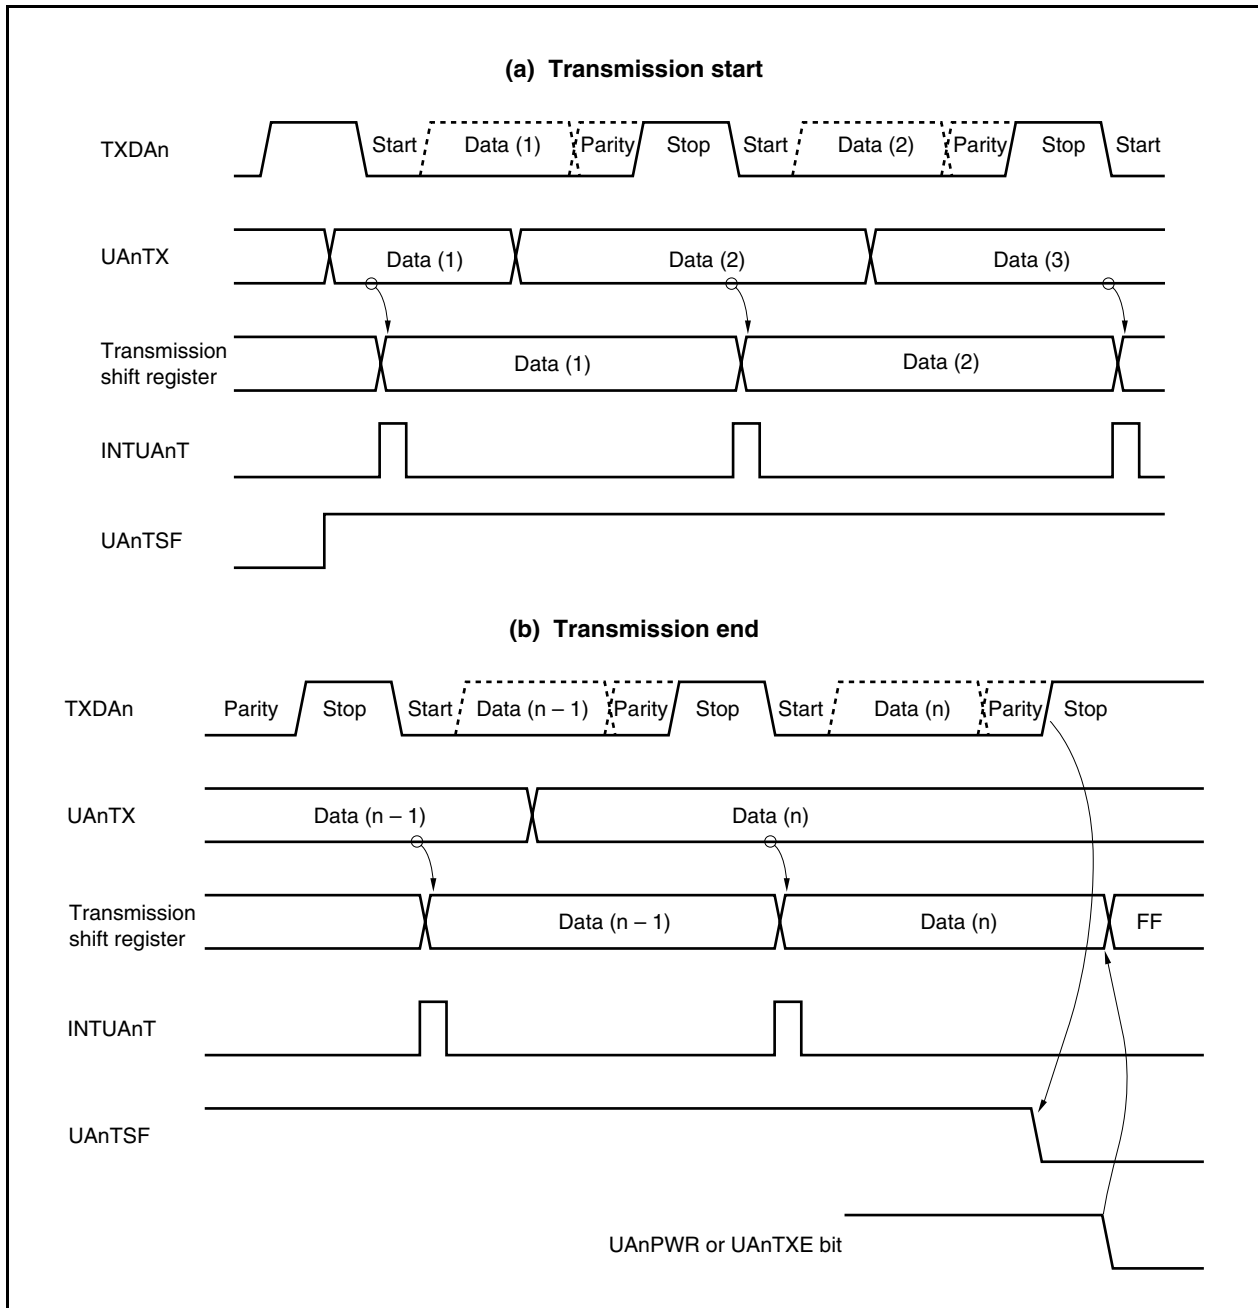 (a) Transmission start
TXDAn
Start Data (1) Parity Stop Start Data (2) Parity Stop Start
UAnTX
Data (1) Data (2) Data (3)
Transmission
shift register
Data (1) Data (2)
INTUAnT
UAnTSF
(b) Transmission end
TXDAn
Parity Stop Start Data (n – 1) Parity Stop Start Data (n) Parity Stop
UAnTX
Data (n – 1) Data (n)
Transmission
shift register
Data (n – 1) Data (n) FF
INTUAnT
UAnTSF
UAnPWR or UAnTXE bit